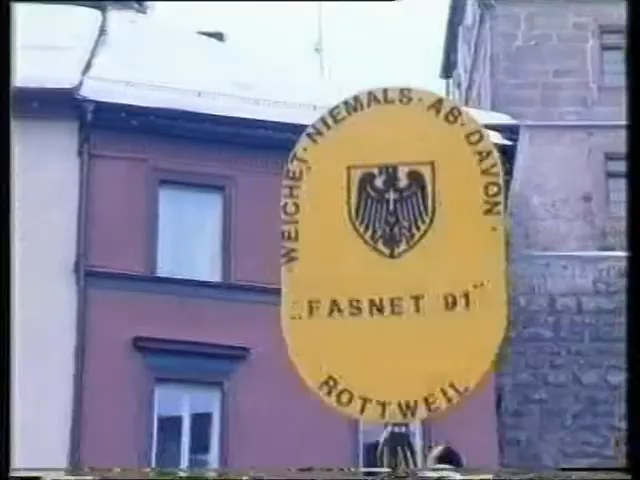 WEICHET · NIEMALS · AB · DAVON ·
„FASNET 91"
ROTTWEIL